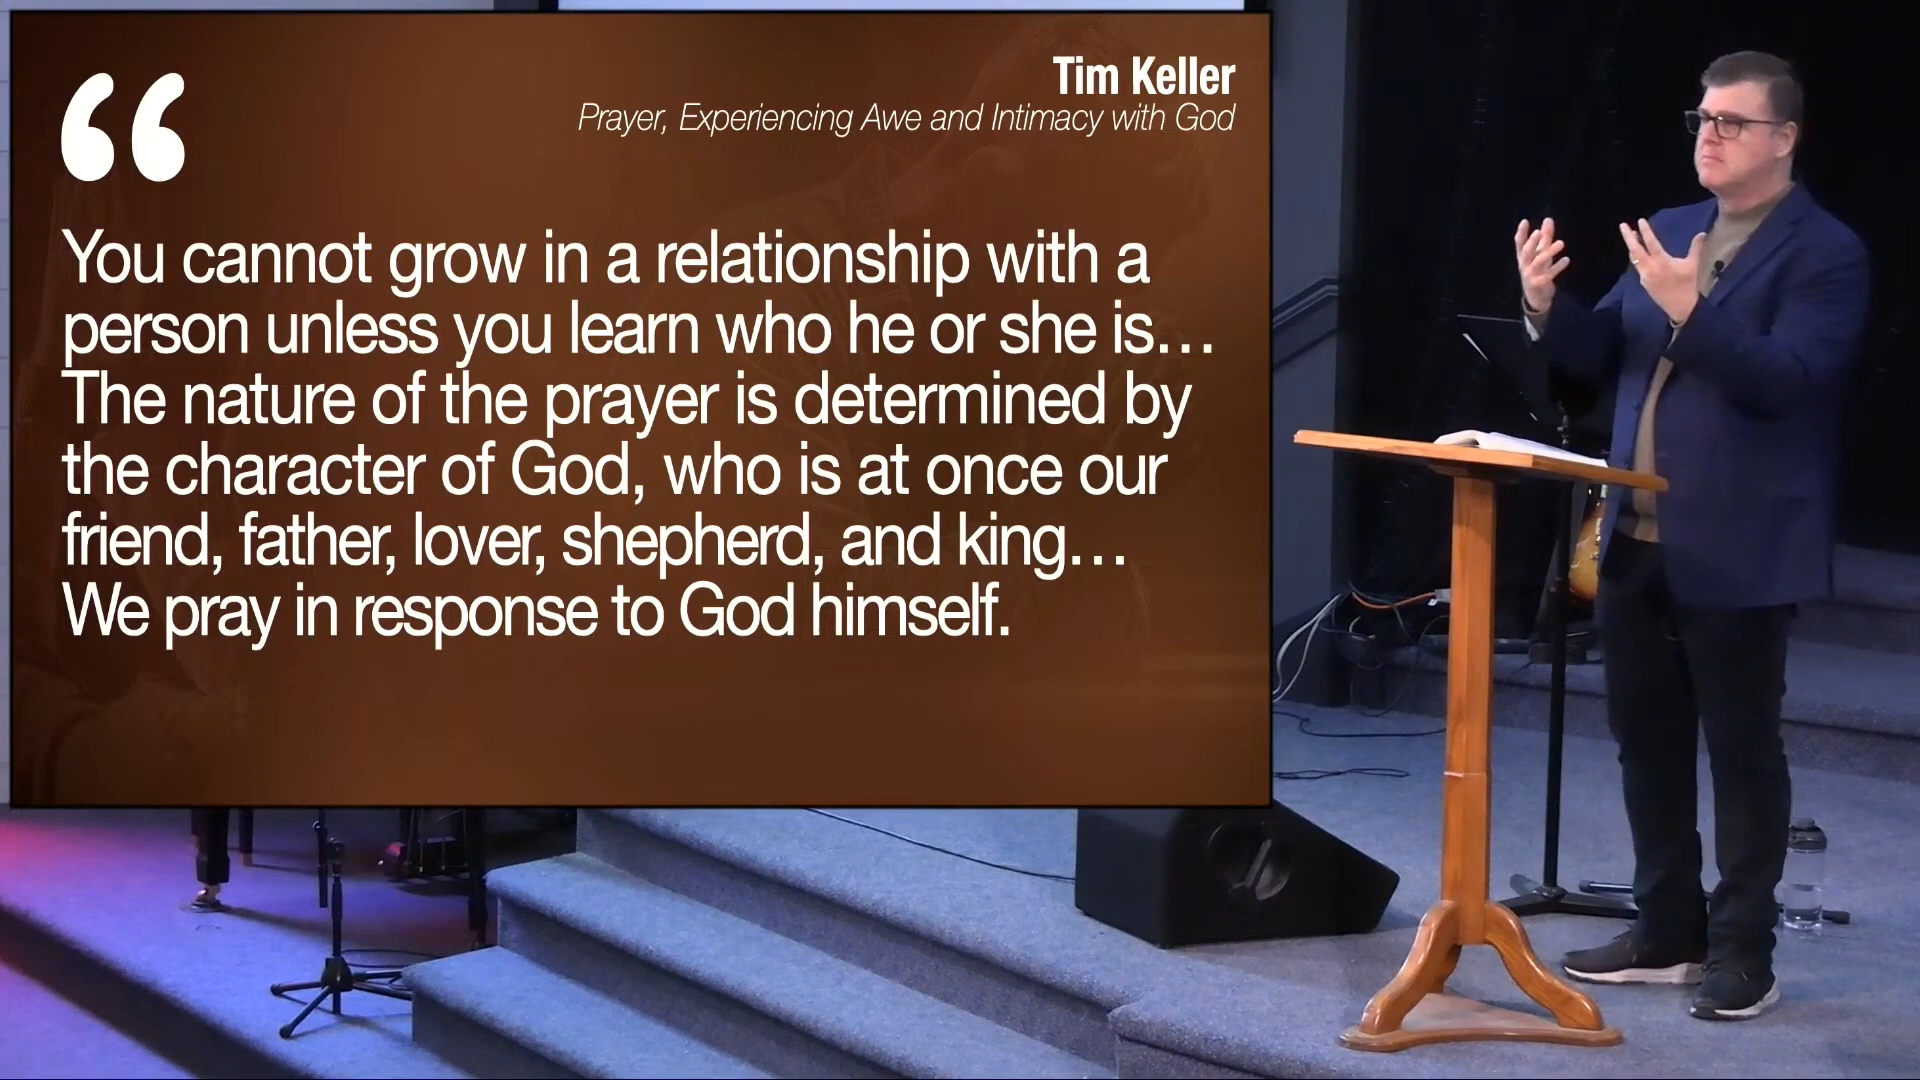 “
Tim Keller
Prayer, Experiencing Awe and Intimacy with God
You cannot grow in a relationship with a
person unless you learn who he or she is…
The nature of the prayer is determined by
the character of God, who is at once our
friend, father, lover, shepherd, and king…
We pray in response to God himself.